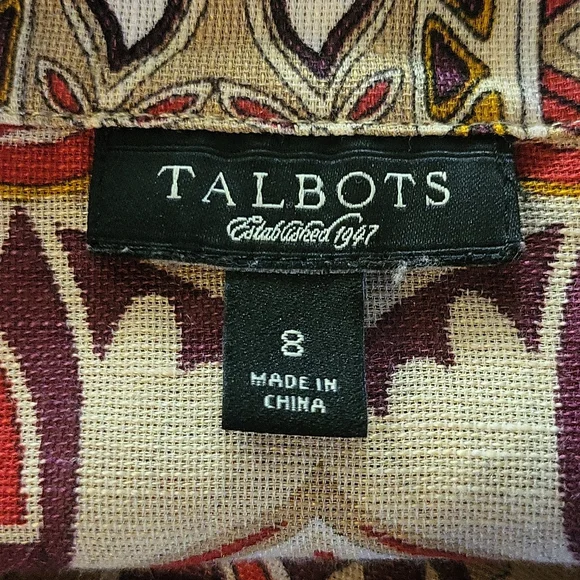 TALBOTS
Established 1947
8
MADE IN
CHINA